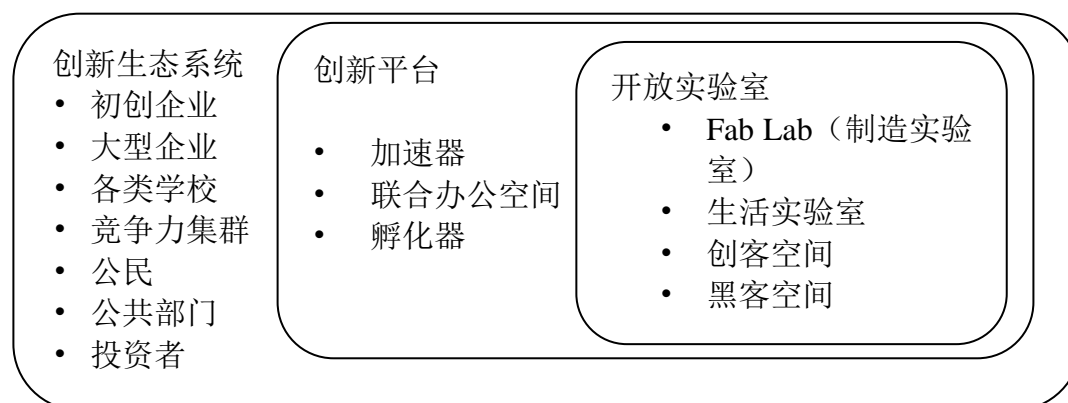 创新生态系统
• 初创企业
• 大型企业
• 各类学校
• 竞争力集群
• 公民
• 公共部门
• 投资者
创新平台
• 加速器
• 联合办公空间
• 孵化器
开放实验室
• Fab Lab（制造实验
室）
• 生活实验室
• 创客空间
• 黑客空间